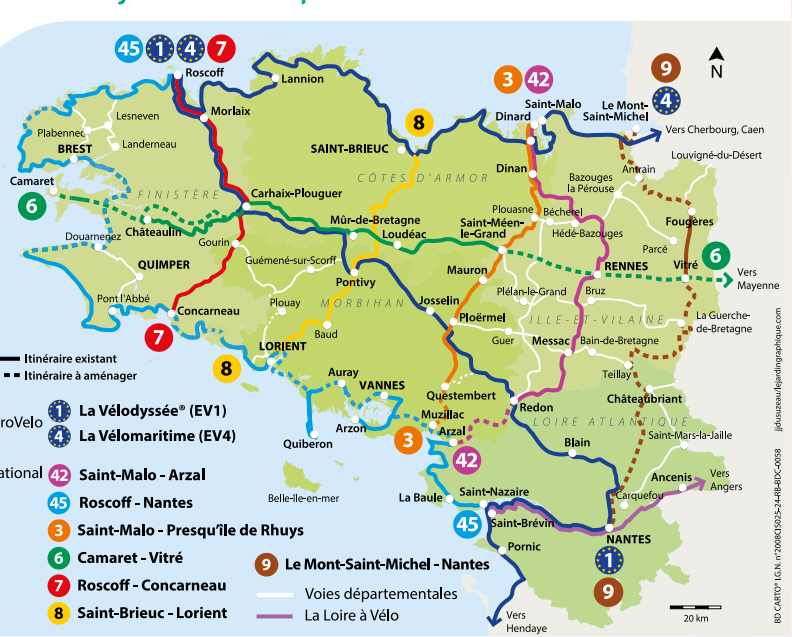 45 1 4 7
Roscoff
Lannion
Morlaix
3 42
Saint-Malo
Dinard
9
4
Le Mont-
Saint-Michel
N
Vers Cherbourg, Caen
Louvigné-du-Désert
Lesneven
Plabennec
Landerneau
BREST
8
SAINT-BRIEUC
CÔTES D'ARMOR
Dinan
Antrain
Bazouges
la Pérouse
Camaret
6
FINISTÈRE
Carhaix-Plouguer
Châteaulin
Mûr-de-Bretagne
Loudéac
Plouasne
Bécherel
Hédé-Bazouges
Saint-Méen-
le-Grand
Fougères
Parcé
6
Vitré
Vers
Mayenne
Douarnenez
Gourin
QUIMPER
Guémené-sur-Scorff
Pontivy
Mauron
RENNES
Plélan-le-Grand
Bruz
Pont l'Abbé
Concarneau
7
Plouay
MORBIHAN
Josselin
Ploërmel
ILLE-ET-VILAINE
La Guerche-
de-Bretagne
Baud
Guer
Messac
Bain-de-Bretagne
LORIENT
8
Teillay
Auray
VANNES
Questembert
Châteaubriant
Redon
LOIRE ATLANTIQUE
Arzon
Muzillac
Arzal
3
42
Quiberon
Blain
Saint-Mars-la-Jaille
Belle-île-en-mer
La Baule
Saint-Nazaire
45
Saint-Brévin
Ancenis
Vers
Angers
Carquefou
NANTES
1
9
Pornic
Vers
Hendaye
20 km
Itinéraire existant
Itinéraire à aménager
roVelo
1 La Vélodyssée® (EV1)
4 La Vélomaritime (EV4)
ational
42 Saint-Malo - Arzal
45 Roscoff - Nantes
3 Saint-Malo - Presqu'île de Rhuys
6 Camaret - Vitré
7 Roscoff - Concarneau
8 Saint-Brieuc - Lorient
9 Le Mont-Saint-Michel - Nantes
Voies départementales
La Loire à Vélo